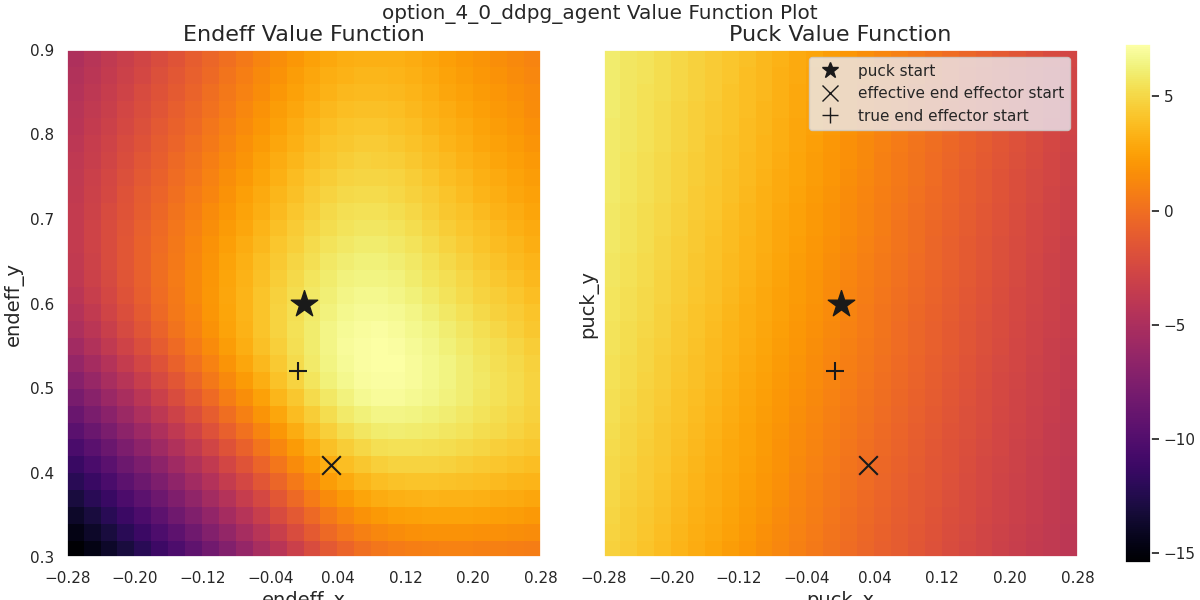 option_4_0_ddpg_agent Value Function Plot
Endeff Value Function
Puck Value Function
0.9
0.8
0.7
0.6
0.5
0.4
0.3
endeff_y
−0.28
−0.20
−0.12
−0.04
0.04
0.12
0.20
0.28
endeff_x
puck start
effective end effector start
true end effector start
puck_y
−0.28
−0.20
−0.12
−0.04
0.04
0.12
0.20
0.28
puck_x
5
0
−5
−10
−15